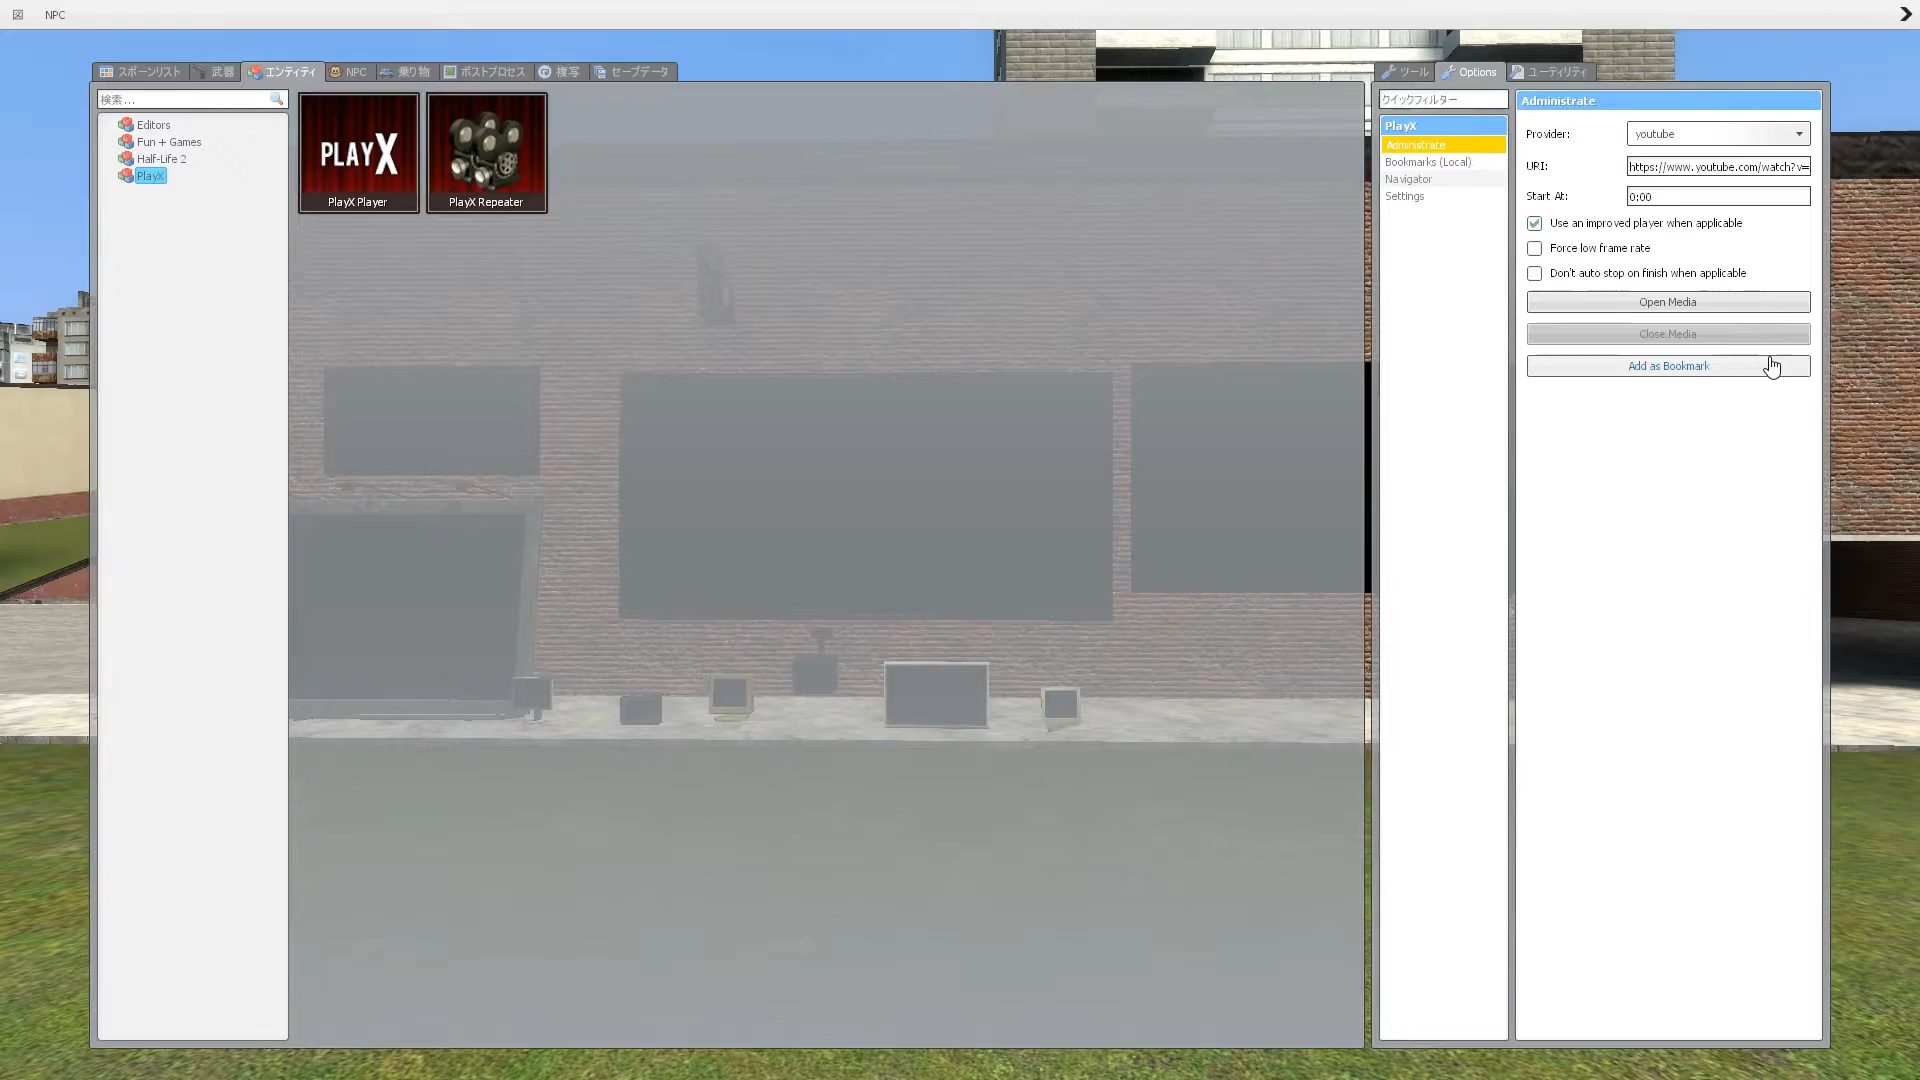 図 NPC
スポーンリスト 武器 エンティティ NPC 乗り物 ポストプロセス 複写 セーブデータ
ツール Options ユーティリティ
検索...
Editors
Fun + Games
Half-Life 2
PlayX
PLAYX
PlayX Player
PlayX Repeater
クイックフィルター
PlayX
Administrate
Bookmarks (Local)
Navigator
Settings
Administrate
Provider: youtube
URI: https://www.youtube.com/watch?v=
Start At: 0:00
Use an improved player when applicable
Force low frame rate
Don't auto stop on finish when applicable
Open Media
Close Media
Add as Bookmark